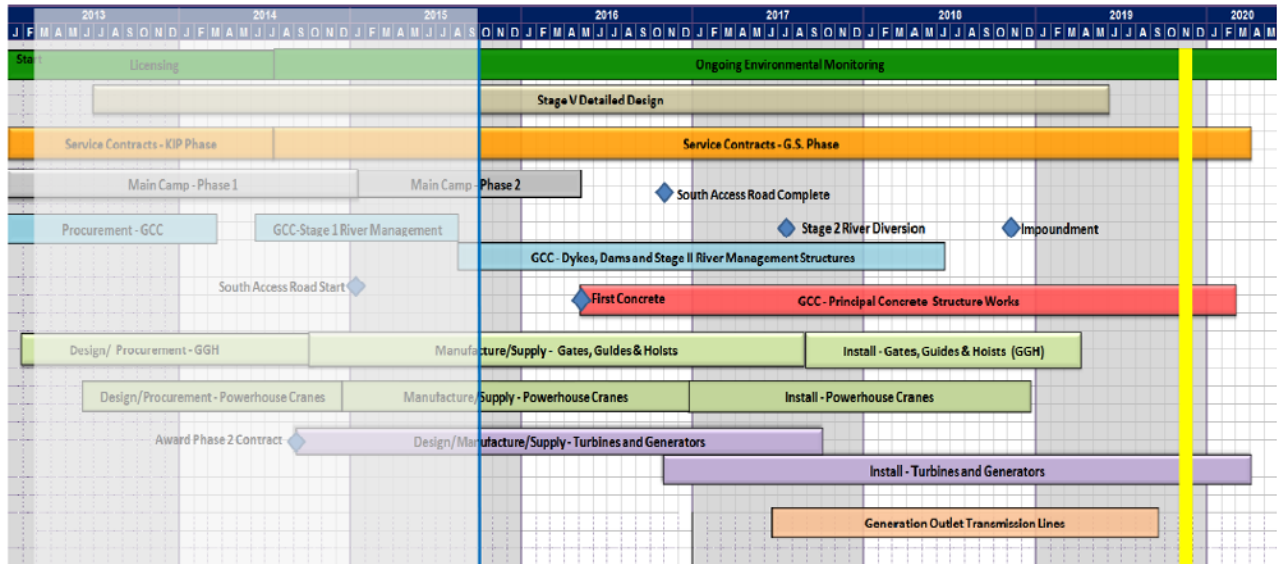 2013 2014 2015 2016 2017 2018 2019 2020
J F M A M J J A S O N D J F M A M J J A S O N D J F M A M J J A S O N D J F M A M J J A S O N D J F M A M J J A S O N D J F M A M J J A S O N D J F M A M J J A S O N D J F M A M
Start Licensing Ongoing Environmental Monitoring
Stage V Detailed Design
Service Contracts - KIP Phase Service Contracts - G.S. Phase
Main Camp - Phase 1 Main Camp - Phase 2 South Access Road Complete
Procurement - GCC GCC-Stage 1 River Management Stage 2 River Diversion Impoundment
GCC - Dykes, Dams and Stage II River Management Structures
South Access Road Start First Concrete GCC - Principal Concrete Structure Works
Design/ Procurement - GGH Manufacture/Supply - Gates, Guides & Hoists Install - Gates, Guides & Hoists (GGH)
Design/Procurement - Powerhouse Cranes Manufacture/Supply - Powerhouse Cranes Install - Powerhouse Cranes
Award Phase 2 Contract Design/Manufacture/Supply - Turbines and Generators
Install - Turbines and Generators
Generation Outlet Transmission Lines